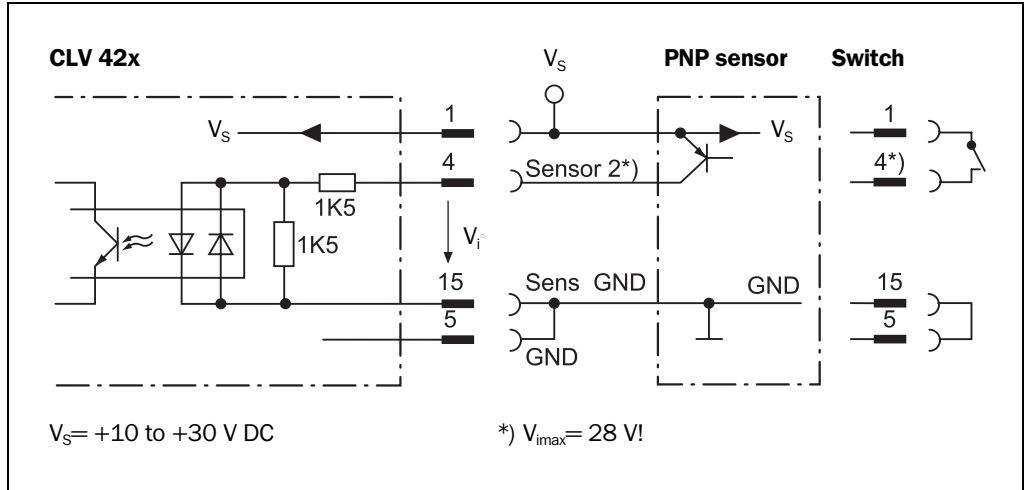 CLV 42x
V_S
PNP sensor
Switch
V_S
1
V_S
1
4
Sensor 2*)
4*)
1K5
1K5
V_i
15
Sens GND
GND
15
5
GND
5
V_S= +10 to +30 V DC
*) V_imax= 28 V!